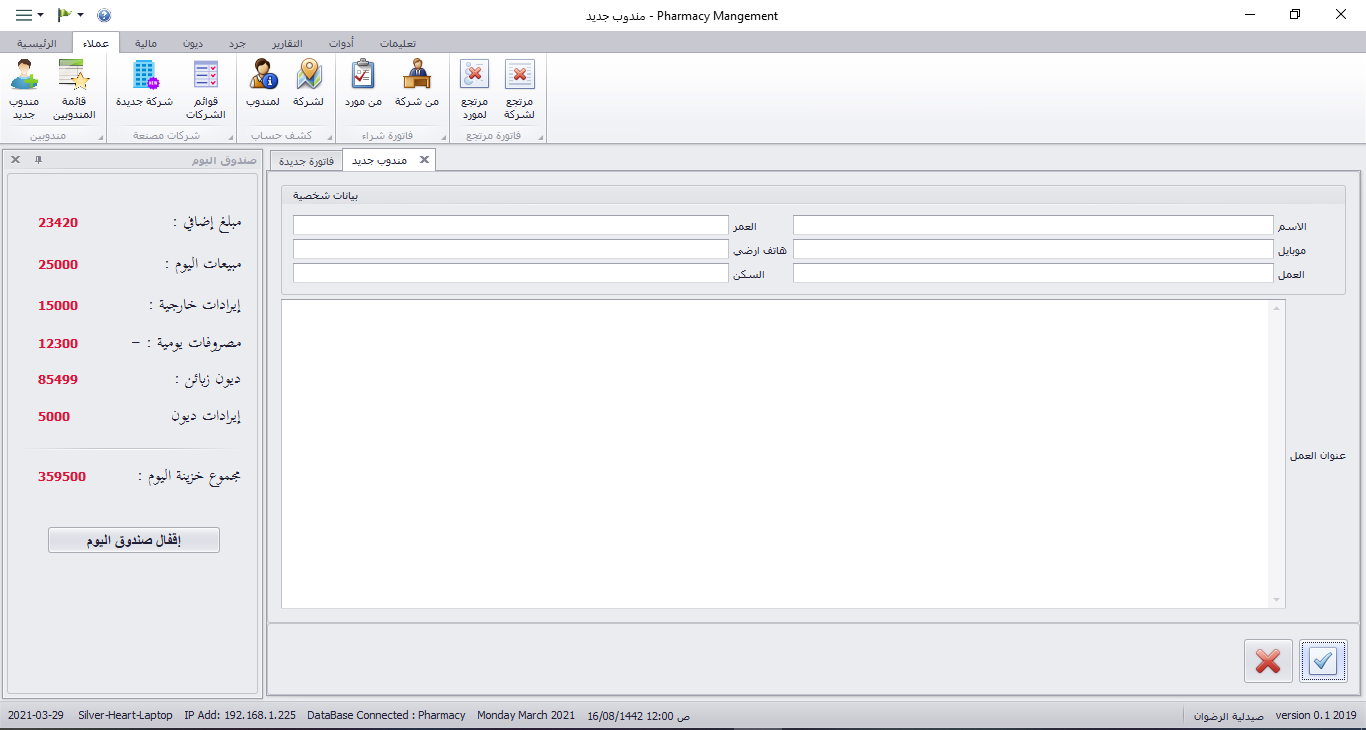 مندوب جديد - Pharmacy Mangement
الرئيسية
عملاء
مالية
ديون
جرد
التقارير
أدوات
تعليمات
مندوب جديد
قائمة المندوبين
شركة جديدة
قوائم الشركات
لمندوب
لشركة
من مورد
من شركة
مرتجع لمورد
مرتجع لشركة
مندوبين
شركات مصنعة
كشف حساب
فاتورة شراء
فاتورة مرتجع
صندوق اليوم
مبلغ إضافي : 23420
مبيعات اليوم : 25000
إيرادات خارجية : 15000
مصروفات يومية : - 12300
ديون زبائن : 85499
إيرادات ديون 5000
مجموع خزينة اليوم : 359500
إقفال صندوق اليوم
فاتورة جديدة
مندوب جديد
بيانات شخصية
الاسم
العمر
موبايل
هاتف ارضي
العمل
السكن
عنوان العمل
2021-03-29 Silver-Heart-Laptop IP Add: 192.168.1.225 DataBase Connected : Pharmacy Monday March 2021 16/08/1442 12:00 ص
صيدلية الرضوان version 0.1 2019